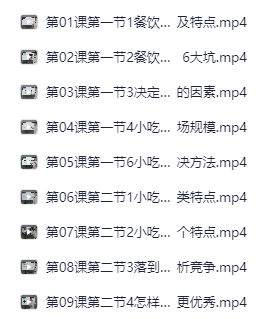 第01课第一节1餐饮... 及特点.mp4
第02课第一节2餐饮... 6大坑.mp4
第03课第一节3决定... 的因素.mp4
第04课第一节4小吃... 场规模.mp4
第05课第一节6小吃... 决方法.mp4
第06课第二节1小吃... 类特点.mp4
第07课第二节2小吃... 个特点.mp4
第08课第二节3落到... 析竞争.mp4
第09课第二节4怎样... 更优秀.mp4